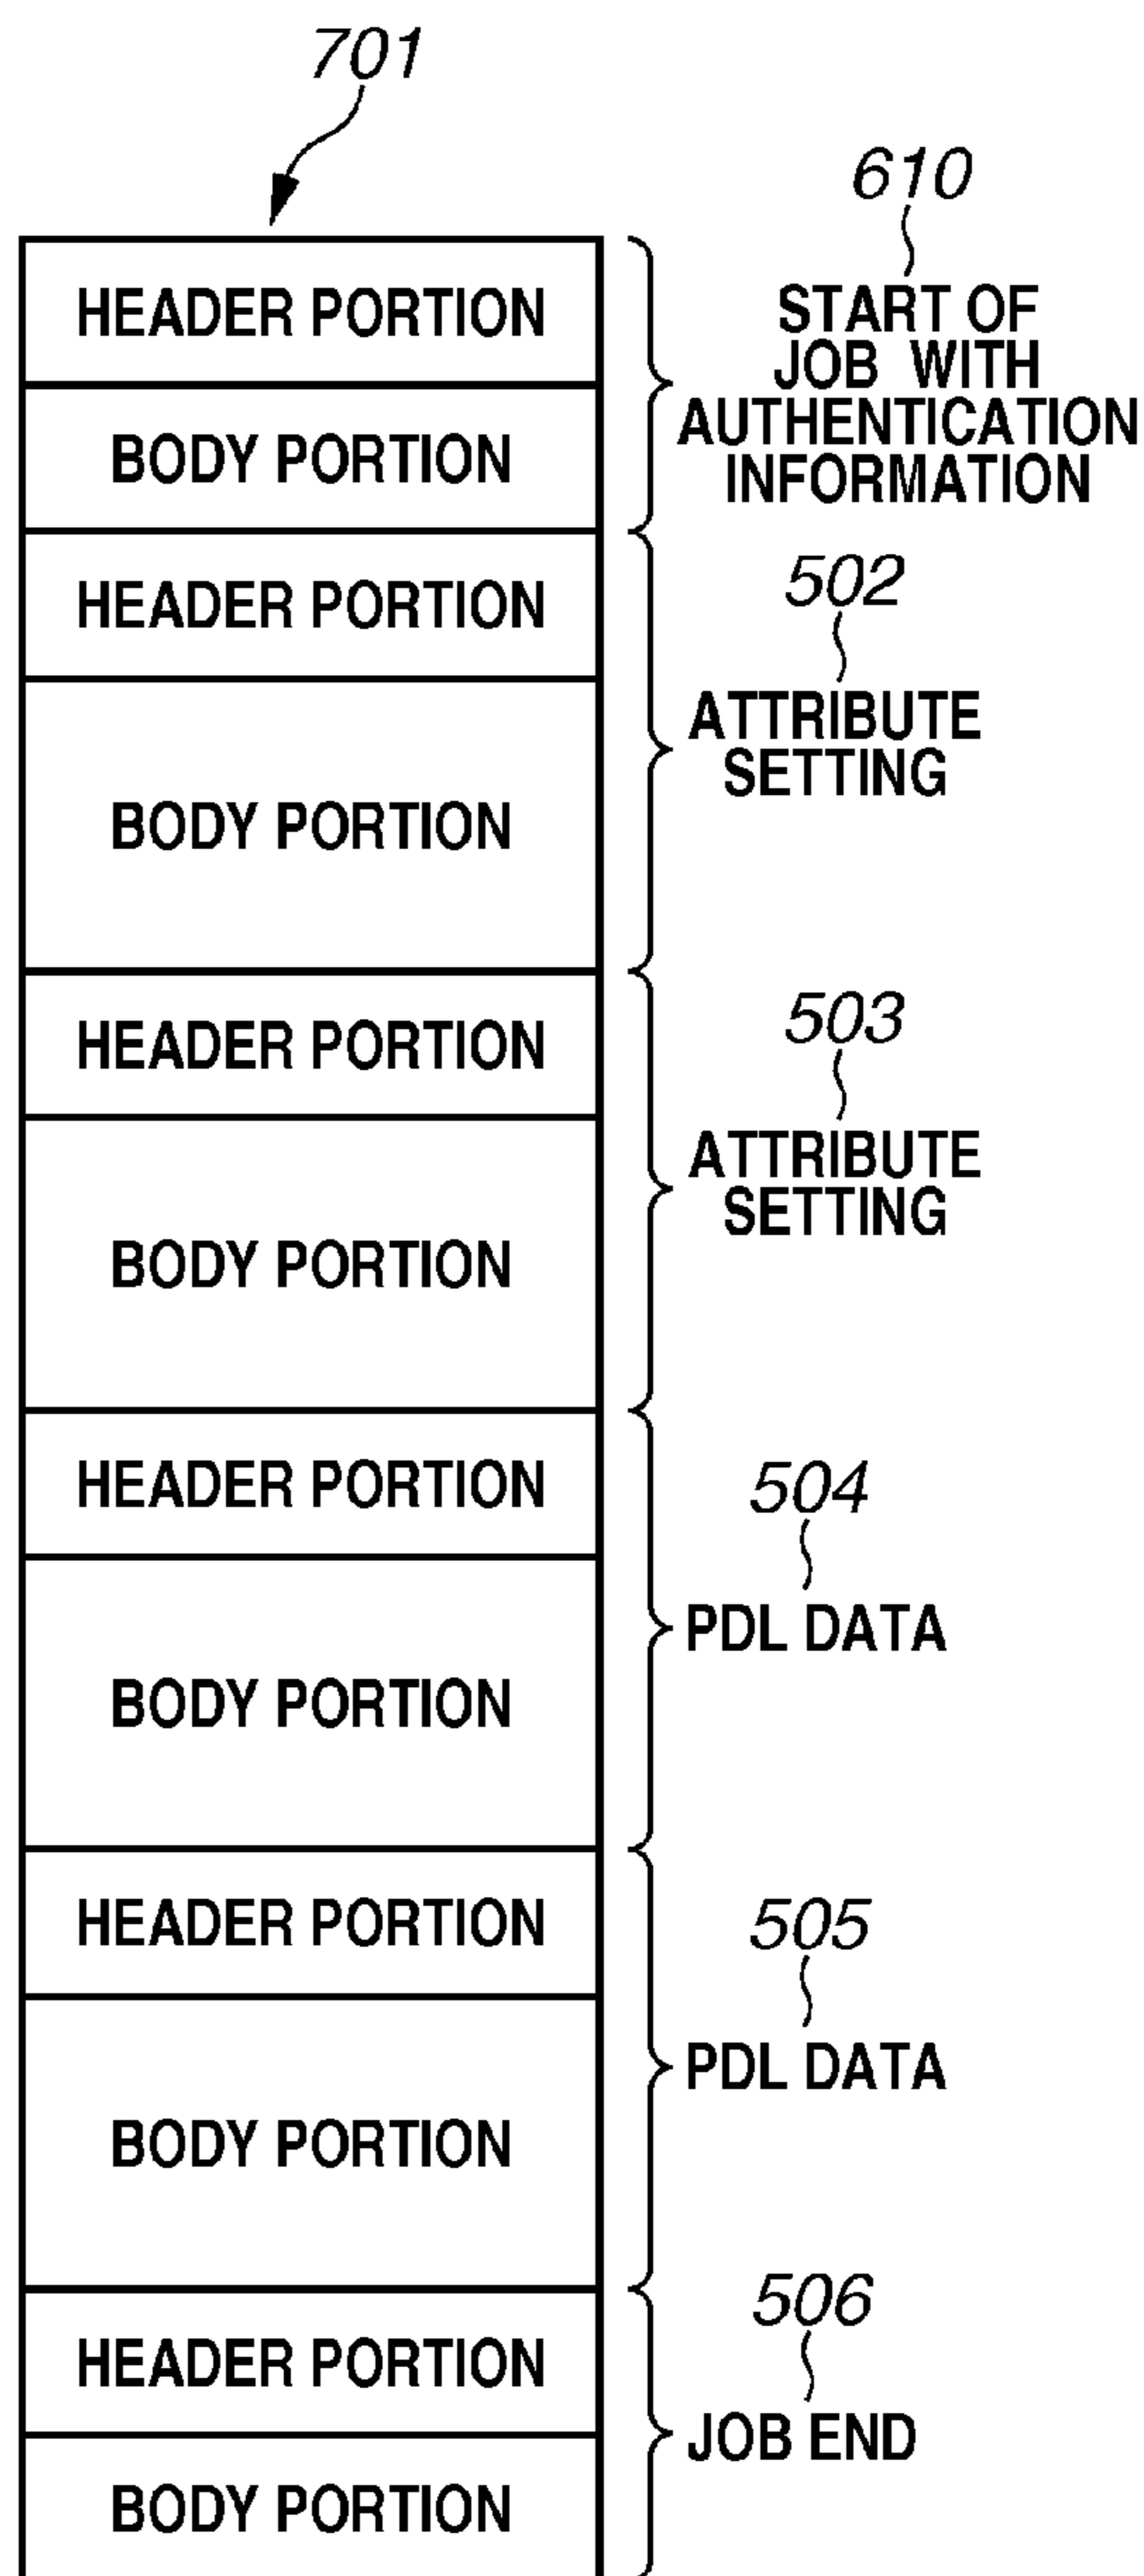 701
610
HEADER PORTION
START OF
JOB WITH
AUTHENTICATION
INFORMATION
BODY PORTION
502
HEADER PORTION
ATTRIBUTE
SETTING
BODY PORTION
503
HEADER PORTION
ATTRIBUTE
SETTING
BODY PORTION
504
HEADER PORTION
PDL DATA
BODY PORTION
505
HEADER PORTION
PDL DATA
BODY PORTION
506
HEADER PORTION
JOB END
BODY PORTION